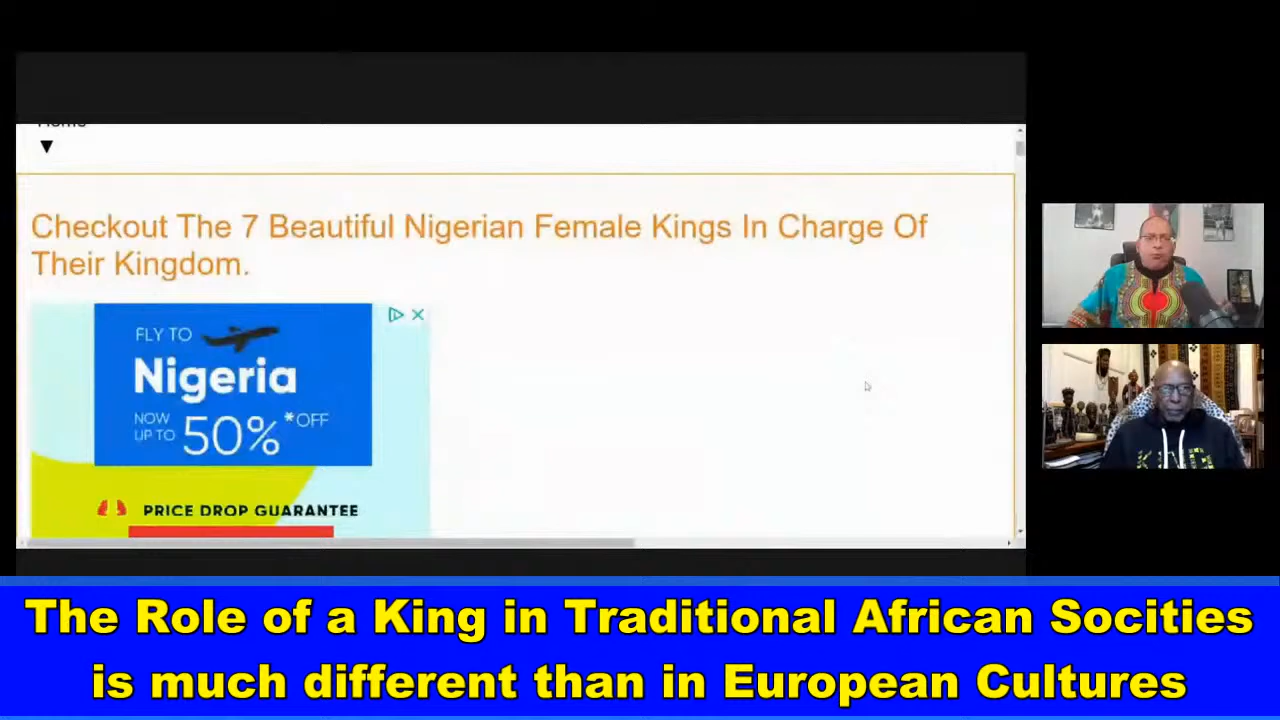 Home
▼
Checkout The 7 Beautiful Nigerian Female Kings In Charge Of
Their Kingdom.
FLY TO
Nigeria
NOW
UP TO 50%*OFF
PRICE DROP GUARANTEE
KING
The Role of a King in Traditional African Socities
is much different than in European Cultures